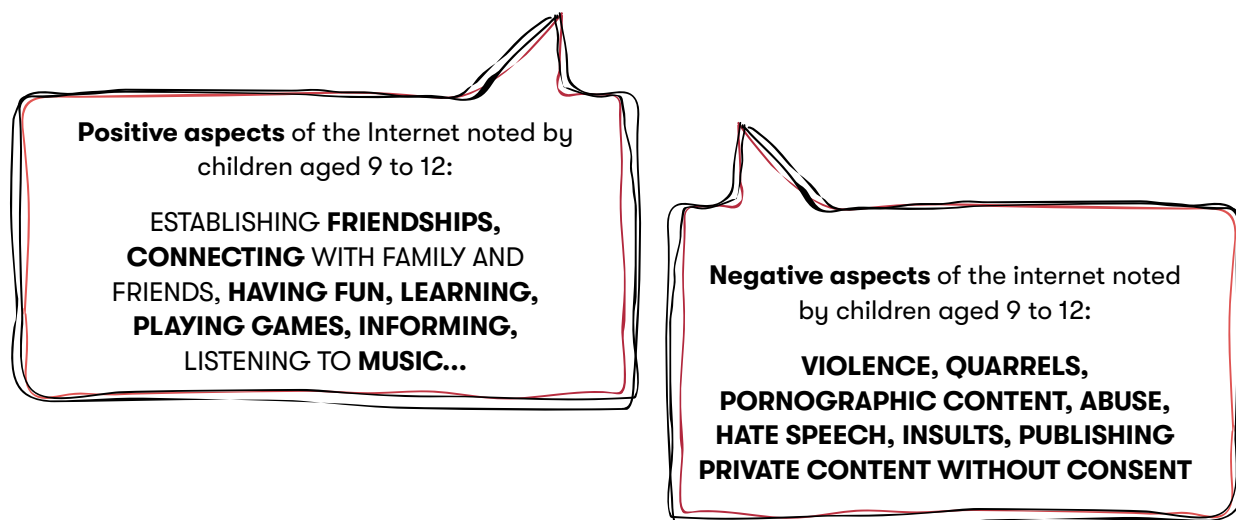 Positive aspects of the Internet noted by
children aged 9 to 12:
ESTABLISHING FRIENDSHIPS,
CONNECTING WITH FAMILY AND
FRIENDS, HAVING FUN, LEARNING,
PLAYING GAMES, INFORMING,
LISTENING TO MUSIC...
Negative aspects of the internet noted
by children aged 9 to 12:
VIOLENCE, QUARRELS,
PORNOGRAPHIC CONTENT, ABUSE,
HATE SPEECH, INSULTS, PUBLISHING
PRIVATE CONTENT WITHOUT CONSENT